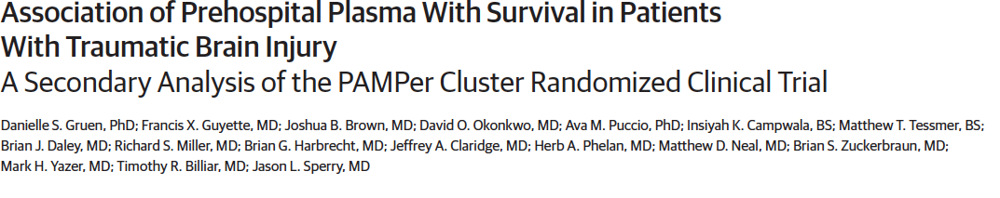 Association of Prehospital Plasma With Survival in Patients
With Traumatic Brain Injury
A Secondary Analysis of the PAMPer Cluster Randomized Clinical Trial
Danielle S. Gruen, PhD; Francis X. Guyette, MD; Joshua B. Brown, MD; David O. Okonkwo, MD; Ava M. Puccio, PhD; Insiyah K. Campwala, BS; Matthew T. Tessmer, BS;
Brian J. Daley, MD; Richard S. Miller, MD; Brian G. Harbrecht, MD; Jeffrey A. Claridge, MD; Herb A. Phelan, MD; Matthew D. Neal, MD; Brian S. Zuckerbraun, MD;
Mark H. Yazer, MD; Timothy R. Billiar, MD; Jason L. Sperry, MD